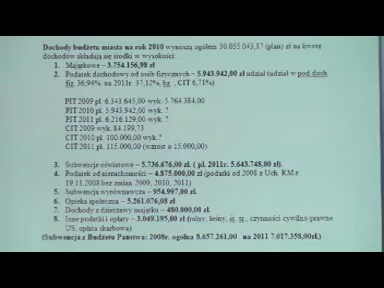 Dochody budżetu miasta na rok 2010 wynoszą ogółem 30.055.043,17 (plan) zł na kwotę
dochodów składają się środki w wysokości:
1. Majątkowe – 3.754.156,98 zł
2. Podatek dochodowy od osób fizycznych – 5.943.942,00 zł udział (udział w pod. doch
fiz. 36,94% na 2011r. 37,12%, bz , CIT 6,71%)
PIT 2009 pl. 6.341.645,00 wyk. 5.764.384,00
PIT 2010 pl. 5.943.942,00 wyk. ?
PIT 2011 pl. 6.216.129,00 wyk. ?
CIT 2009 wyk. 84.199,73
CIT 2010 pl. 100.000,00 wyk.?
CIT 2011 pl. 115.000,00 (wzrost o 15.000,00)
3. Subwencje oświatowe – 5.736.676,00 zł. ( pl. 2011r. 5.643.748,00 zł).
4. Podatek od nieruchomości – 4.875.000,00 zł (podatki od 2008 z Uch. RM z
19.11.2008 bez zmian 2009, 2010, 2011)
5. Subwencja wyrównawcza – 954.997,00 zł.
6. Opieka społeczna – 5.261.076,08 zł
7. Dochody z dzierżawy majątku – 480.000,00 zł.
8. Inne podatki i opłaty – 3.049.195,00 zł (rolny, leśny, śr. tr., czynności cywilno-prawne
US, opłata skarbowa)
(Subwencja z Budżetu Państwa: 2008r. ogólna 8.657.261,00 na 2011 7.017.358,00zł.)